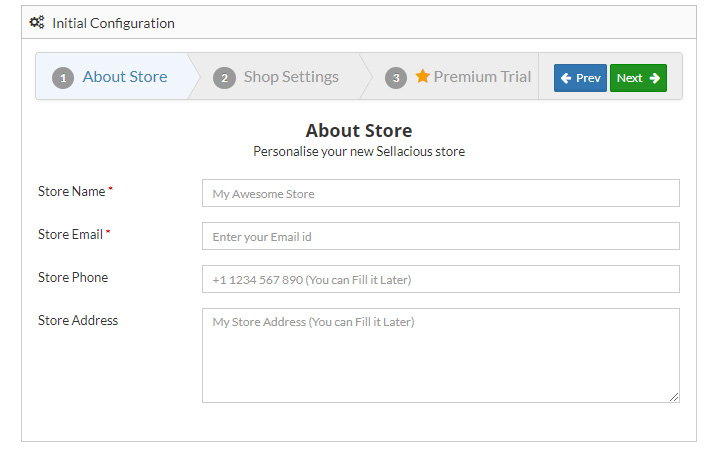 Initial Configuration
1 About Store 2 Shop Settings 3 Premium Trial Prev Next
About Store
Personalise your new Sellacious store
Store Name * My Awesome Store
Store Email * Enter your Email id
Store Phone +1 1234 567 890 (You can Fill it Later)
Store Address My Store Address (You can Fill it Later)